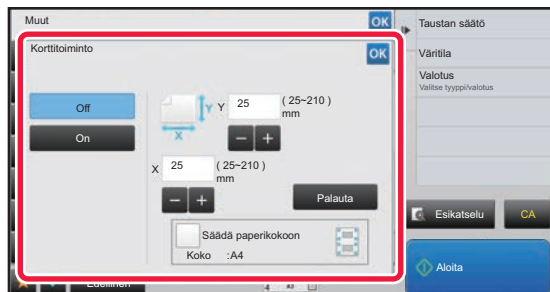 Muut
OK
Korttitoiminto
OK
Off
On
Y
Y
25
( 25~210 )
mm
X
X
25
( 25~210 )
mm
Palauta
Säädä paperikokoon
Koko :A4
Edellinen
Taustan säätö
Väritila
Valotus
Valitse tyyppi/valotus
Esikatselu
CA
Aloita